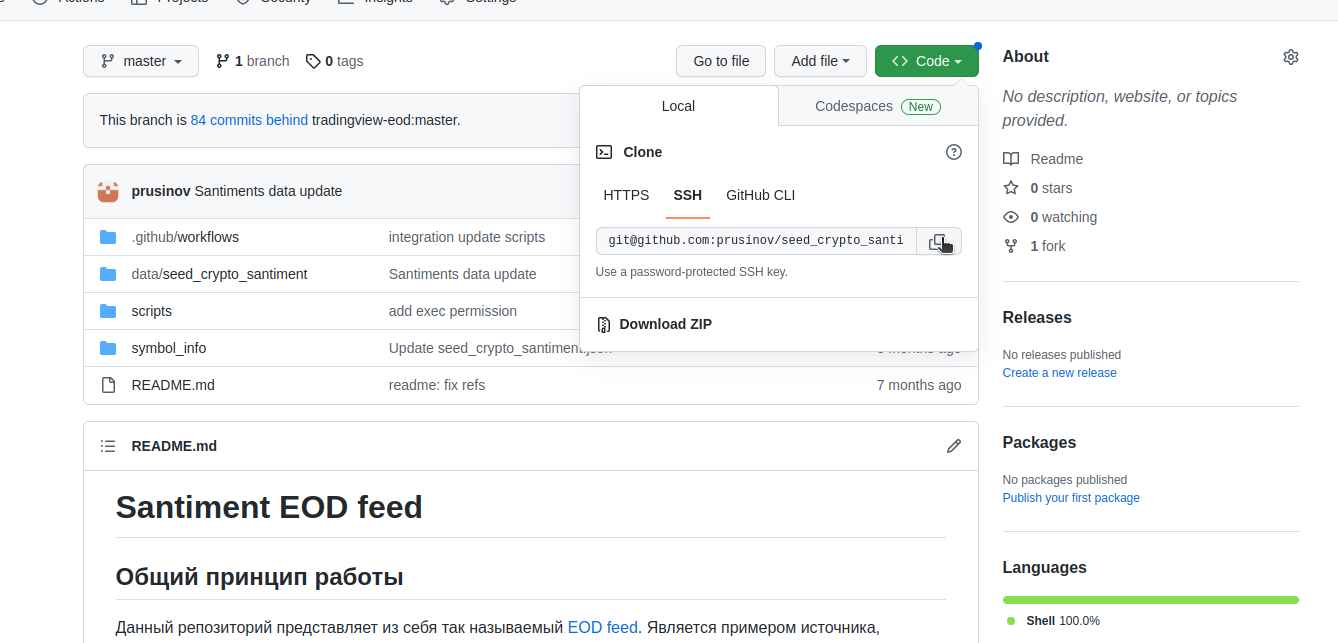 Actions Projects Security Insights Settings
master 1 branch 0 tags Go to file Add file Code
This branch is 84 commits behind tradingview-eod:master.
Local Codespaces New
Clone
HTTPS SSH GitHub CLI
git@github.com:prusinov/seed_crypto_santi
Use a password-protected SSH key.
Download ZIP
prusinov Santiments data update
.github/workflows integration update scripts
data/seed_crypto_santiment Santiments data update
scripts add exec permission
symbol_info Update seed_crypto_santiment.json months ago
README.md readme: fix refs 7 months ago
README.md
Santiment EOD feed
Общий принцип работы
Данный репозиторий представляет из себя так называемый EOD feed. Является примером источника,
About
No description, website, or topics
provided.
Readme
0 stars
0 watching
1 fork
Releases
No releases published
Create a new release
Packages
No packages published
Publish your first package
Languages
Shell 100.0%